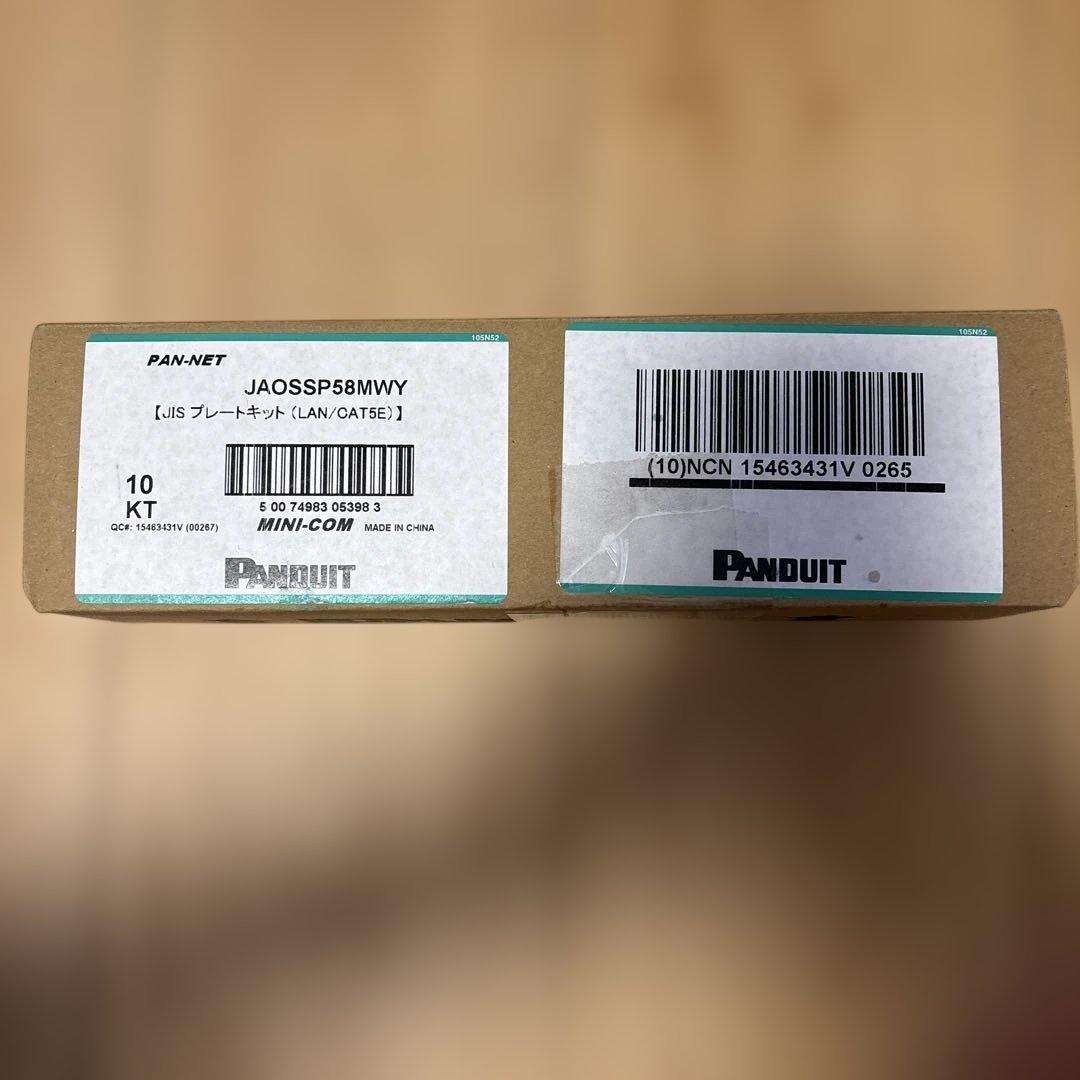 105N52
PAN-NET
JAOSSP58MWY
【JIS プレートキット（LAN/CAT5E）】
10
KT
5 00 74983 05398 3
QC#: 15463431V (00267)
MINI-COM MADE IN CHINA
PANDUIT
105N52
(10)NCN 15463431V 0265
PANDUIT